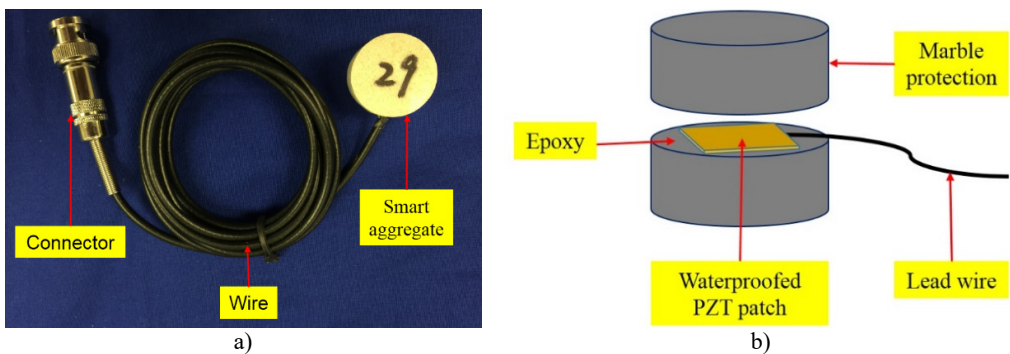 29
Connector
Wire
Smart
aggregate
a)
Marble
protection
Epoxy
Waterproofed
PZT patch
Lead wire
b)